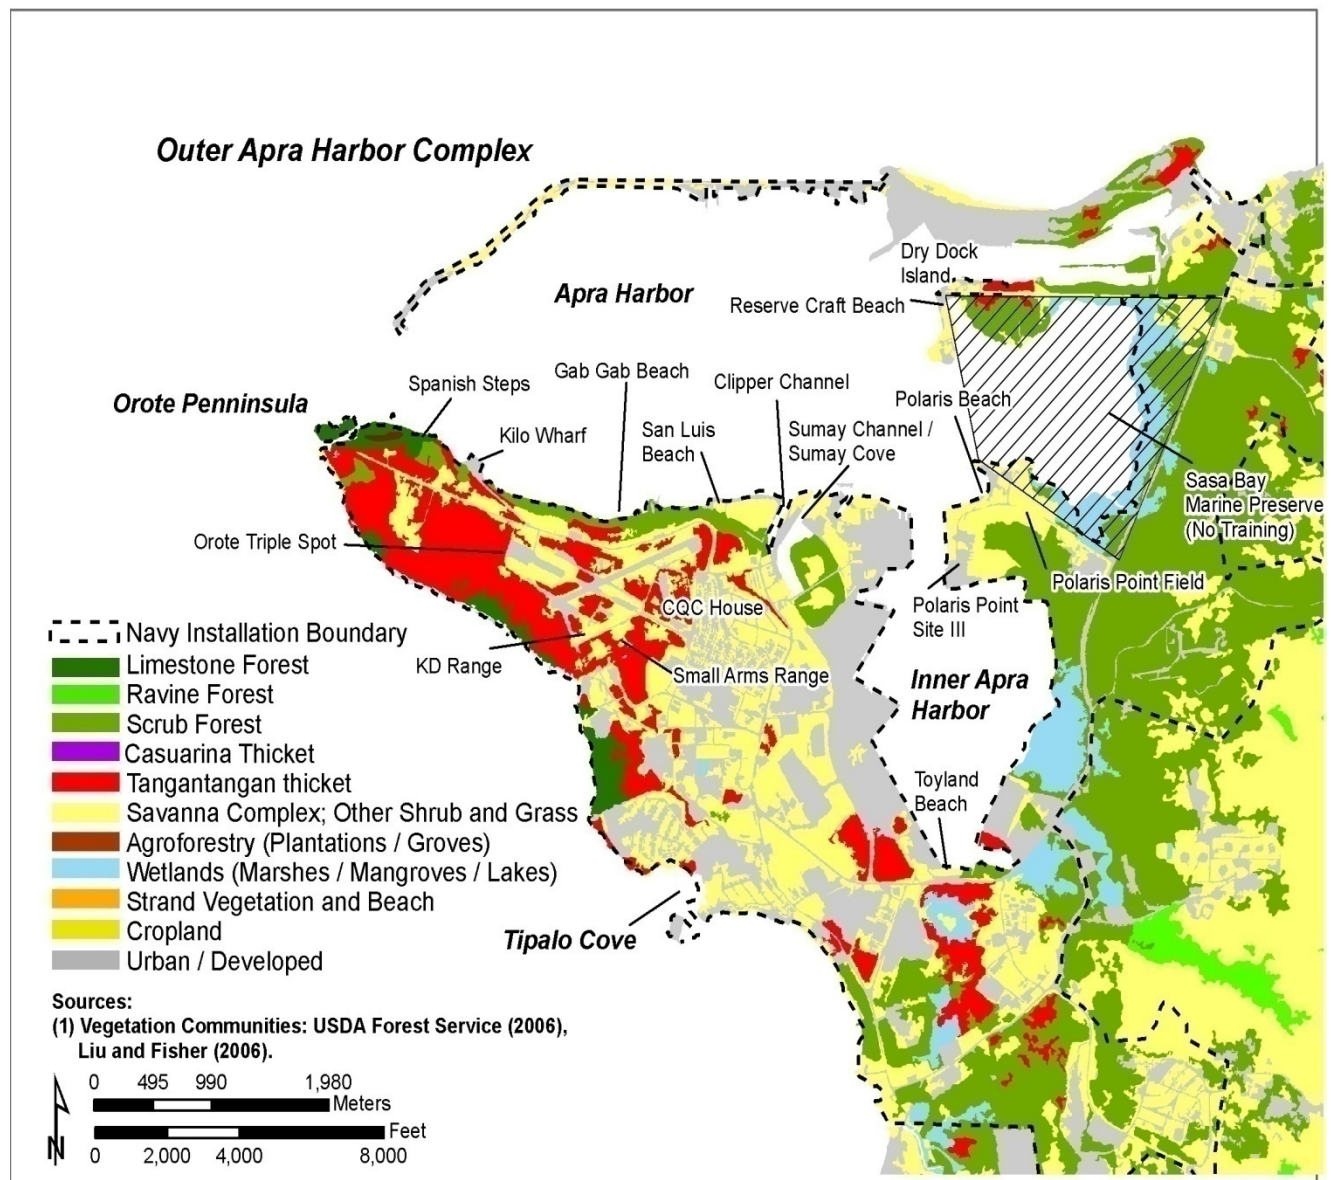 Outer Apra Harbor Complex
Dry Dock
Island
Apra Harbor
Reserve Craft Beach
Gab Gab Beach
Clipper Channel
Spanish Steps
Polaris Beach
Orote Penninsula
Kilo Wharf
San Luis
Beach
Sumay Channel /
Sumay Cove
Sasa Bay
Marine Preserve
(No Training)
Orote Triple Spot
Polaris Point Field
CQC House
Polaris Point
Site III
KD Range
Small Arms Range
Inner Apra
Harbor
Toyland
Beach
Tipalo Cove
Navy Installation Boundary
Limestone Forest
Ravine Forest
Scrub Forest
Casuarina Thicket
Tangantangan thicket
Savanna Complex; Other Shrub and Grass
Agroforestry (Plantations / Groves)
Wetlands (Marshes / Mangroves / Lakes)
Strand Vegetation and Beach
Cropland
Urban / Developed
Sources:
(1) Vegetation Communities: USDA Forest Service (2006),
Liu and Fisher (2006).
0 495 990 1,980
Meters
Feet
0 2,000 4,000 8,000
N